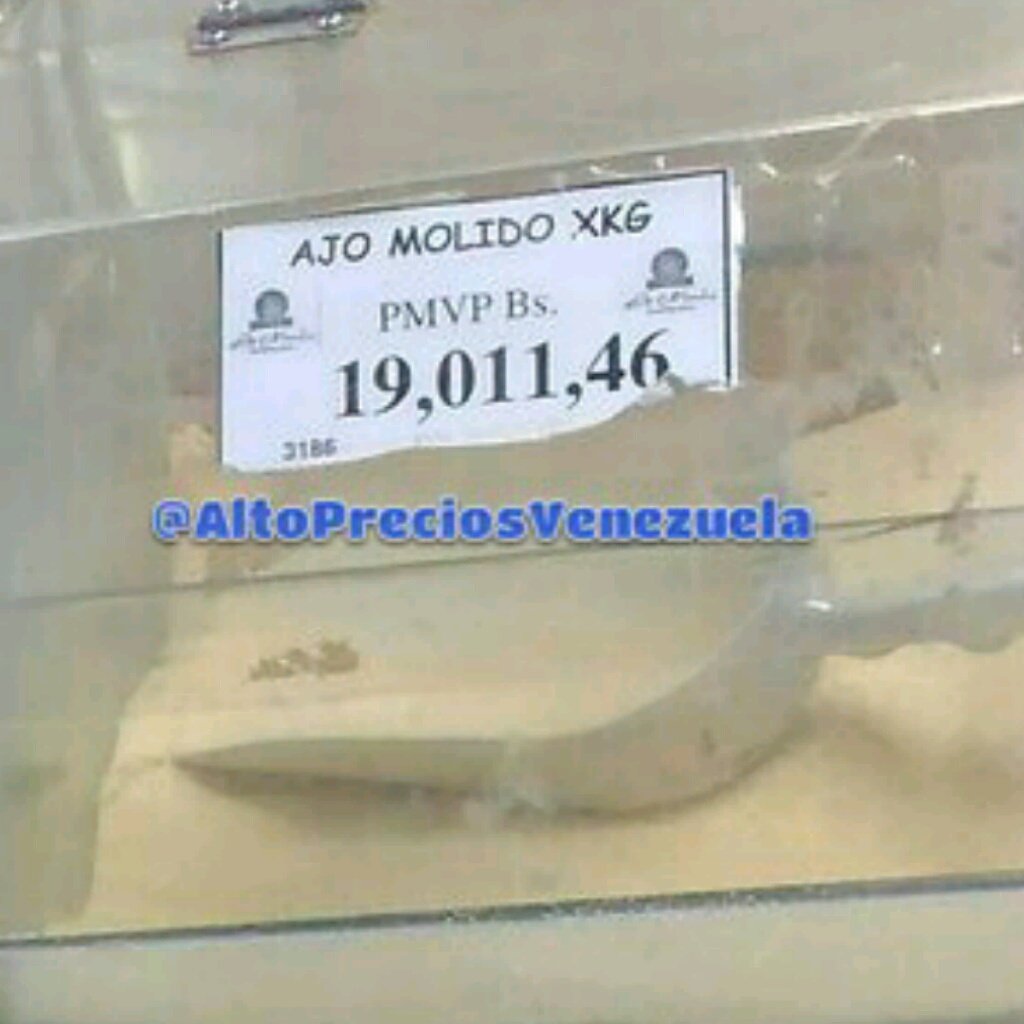 AJO MOLIDO XKG
PMVP Bs.
19,011,46
3186
@AltoPreciosVenezuela